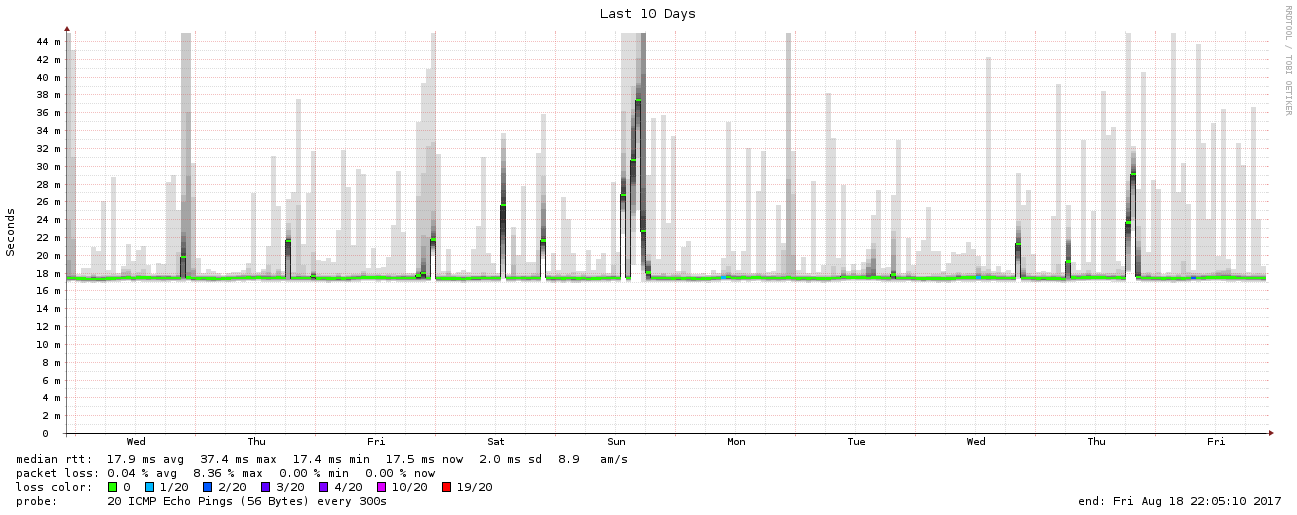 Last 10 Days
RRDTOOL / TOBI OETIKER
Seconds
44 m
42 m
40 m
38 m
36 m
34 m
32 m
30 m
28 m
26 m
24 m
22 m
20 m
18 m
16 m
14 m
12 m
10 m
8 m
6 m
4 m
2 m
0
Wed Thu Fri Sat Sun Mon Tue Wed Thu Fri
median rtt: 17.9 ms avg 37.4 ms max 17.4 ms min 17.5 ms now 2.0 ms sd 8.9 am/s
packet loss: 0.04 % avg 8.36 % max 0.00 % min 0.00 % now
loss color: 0 1/20 2/20 3/20 4/20 10/20 19/20
probe: 20 ICMP Echo Pings (56 Bytes) every 300s end: Fri Aug 18 22:05:10 2017